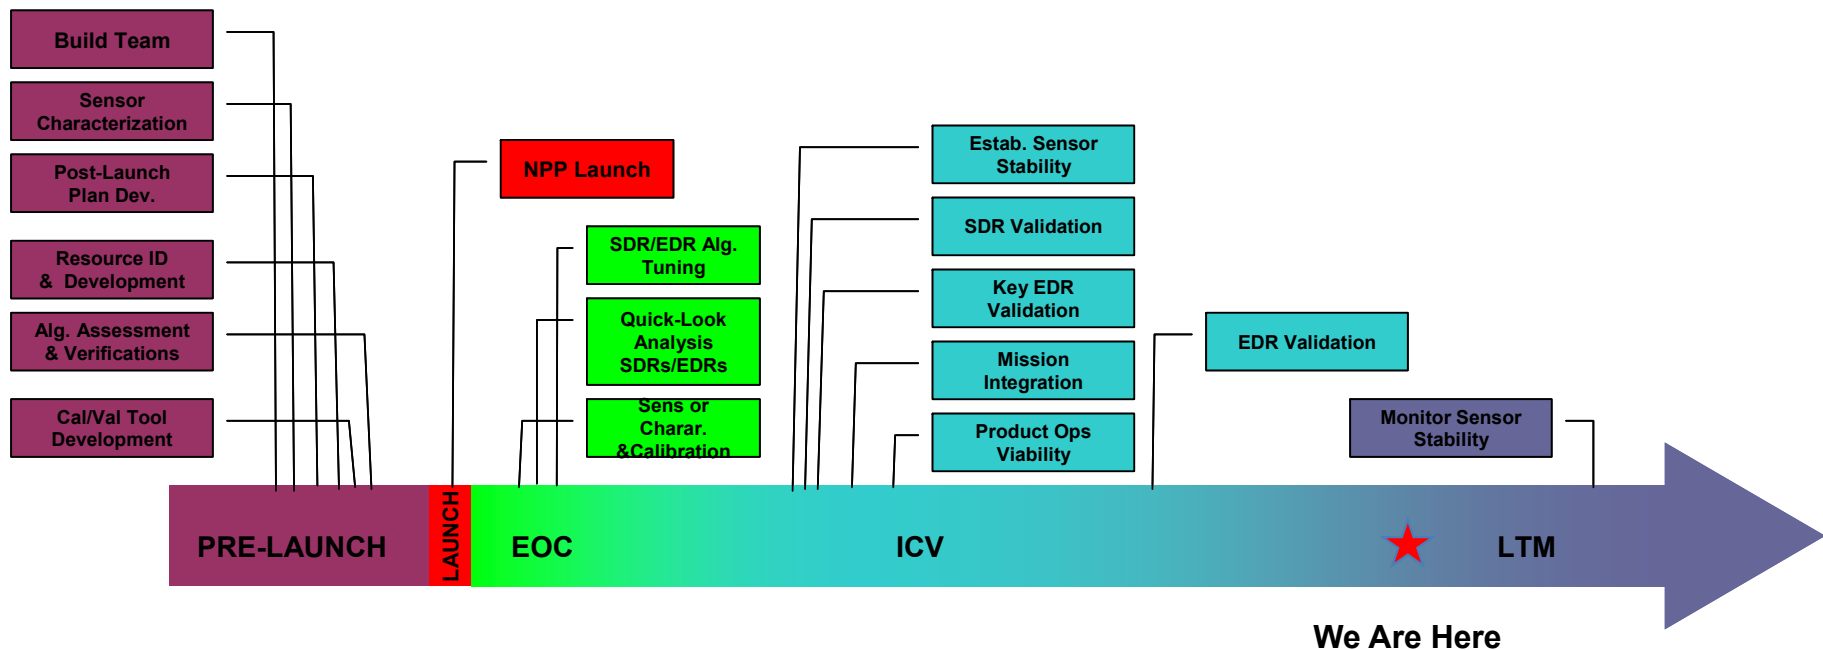 Build Team
Sensor
Characterization
Post-Launch
Plan Dev.
Resource ID
& Development
Alg. Assessment
& Verifications
Cal/Val Tool
Development
NPP Launch
SDR/EDR Alg.
Tuning
Quick-Look
Analysis
SDRs/EDRs
Sens or
Charar.
&Calibration
Estab. Sensor
Stability
SDR Validation
Key EDR
Validation
Mission
Integration
Product Ops
Viability
EDR Validation
Monitor Sensor
Stability
PRE-LAUNCH
LAUNCH
EOC
ICV
LTM
We Are Here